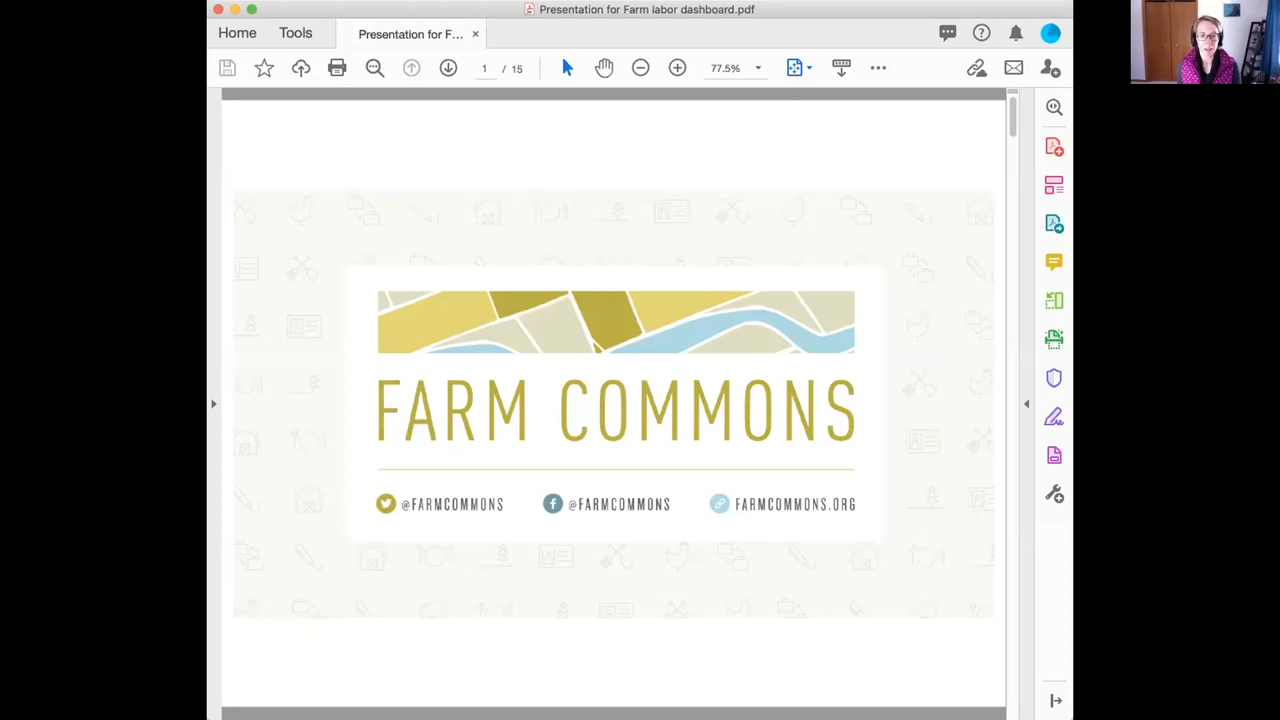 Presentation for Farm labor dashboard.pdf
Home Tools Presentation for F... ×
1 / 15 77.5%
FARM COMMONS
@FARMCOMMONS @FARMCOMMONS FARMCOMMONS.ORG